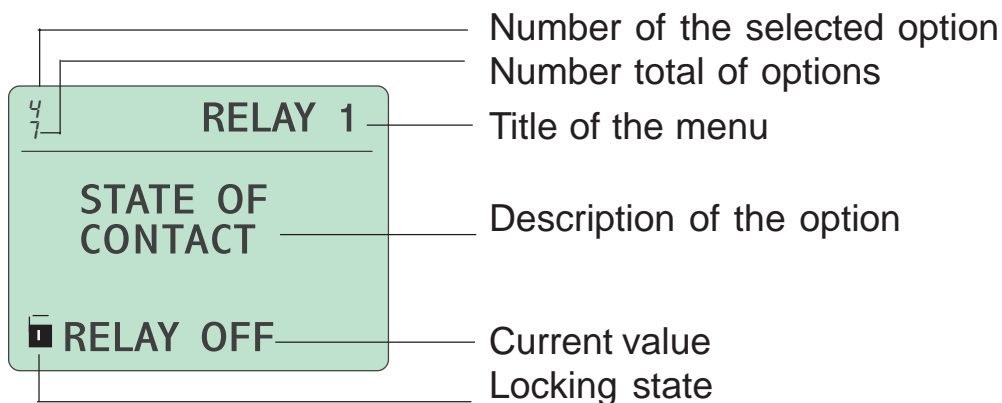 Number of the selected option
Number total of options
4
7
RELAY 1
Title of the menu
STATE OF
CONTACT
Description of the option
RELAY OFF
Current value
Locking state